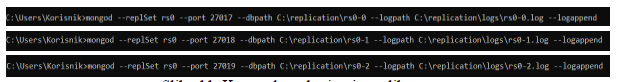 C:\Users\Korisnik>mongod --replSet rs0 --port 27017 --dbpath C:\replication\rs0-0 --logpath C:\replication\logs\rs0-0.log --logappend
C:\Users\Korisnik>mongod --replSet rs0 --port 27018 --dbpath C:\replication\rs0-1 --logpath C:\replication\logs\rs0-1.log --logappend
C:\Users\Korisnik>mongod --replSet rs0 --port 27019 --dbpath C:\replication\rs0-2 --logpath C:\replication\logs\rs0-2.log --logappend